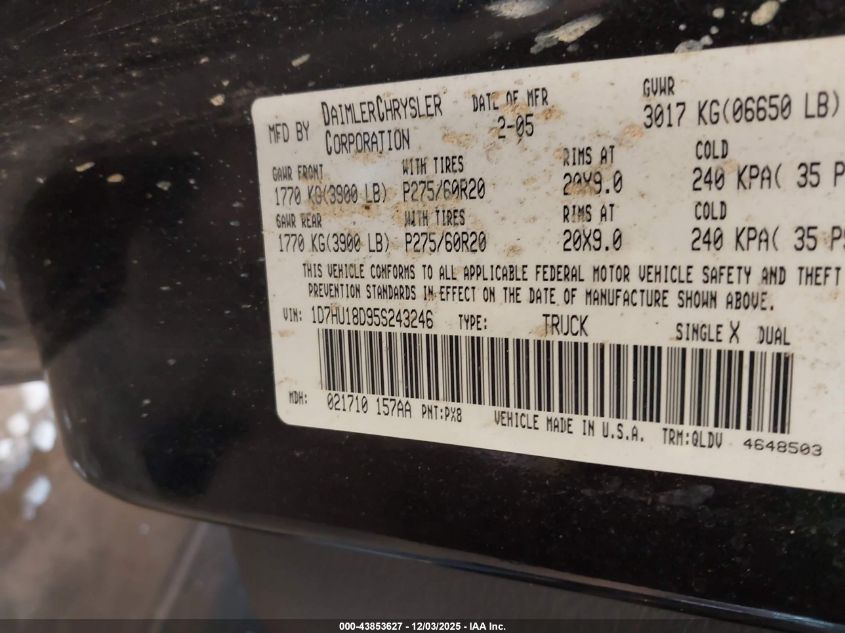 MFD BY DAIMLERCHRYSLER CORPORATION DATE OF MFR 2-05 GVWR 3017 KG(06650 LB)
GAWR FRONT WITH TIRES RIMS AT COLD
1770 KG(3900 LB) P275/60R20 20X9.0 240 KPA( 35 P
GAWR REAR WITH TIRES RIMS AT COLD
1770 KG(3900 LB) P275/60R20 20X9.0 240 KPA( 35 PS
THIS VEHICLE CONFORMS TO ALL APPLICABLE FEDERAL MOTOR VEHICLE SAFETY AND THEFT
PREVENTION STANDARDS IN EFFECT ON THE DATE OF MANUFACTURE SHOWN ABOVE.
VIN: 1D7HU18D95S243246 TYPE: TRUCK SINGLE X DUAL
MDH: 021710 157AA PNT:PX8 VEHICLE MADE IN U.S.A. TRM:QLDV 4648503
000-43853627 - 12/03/2025 - IAA Inc.